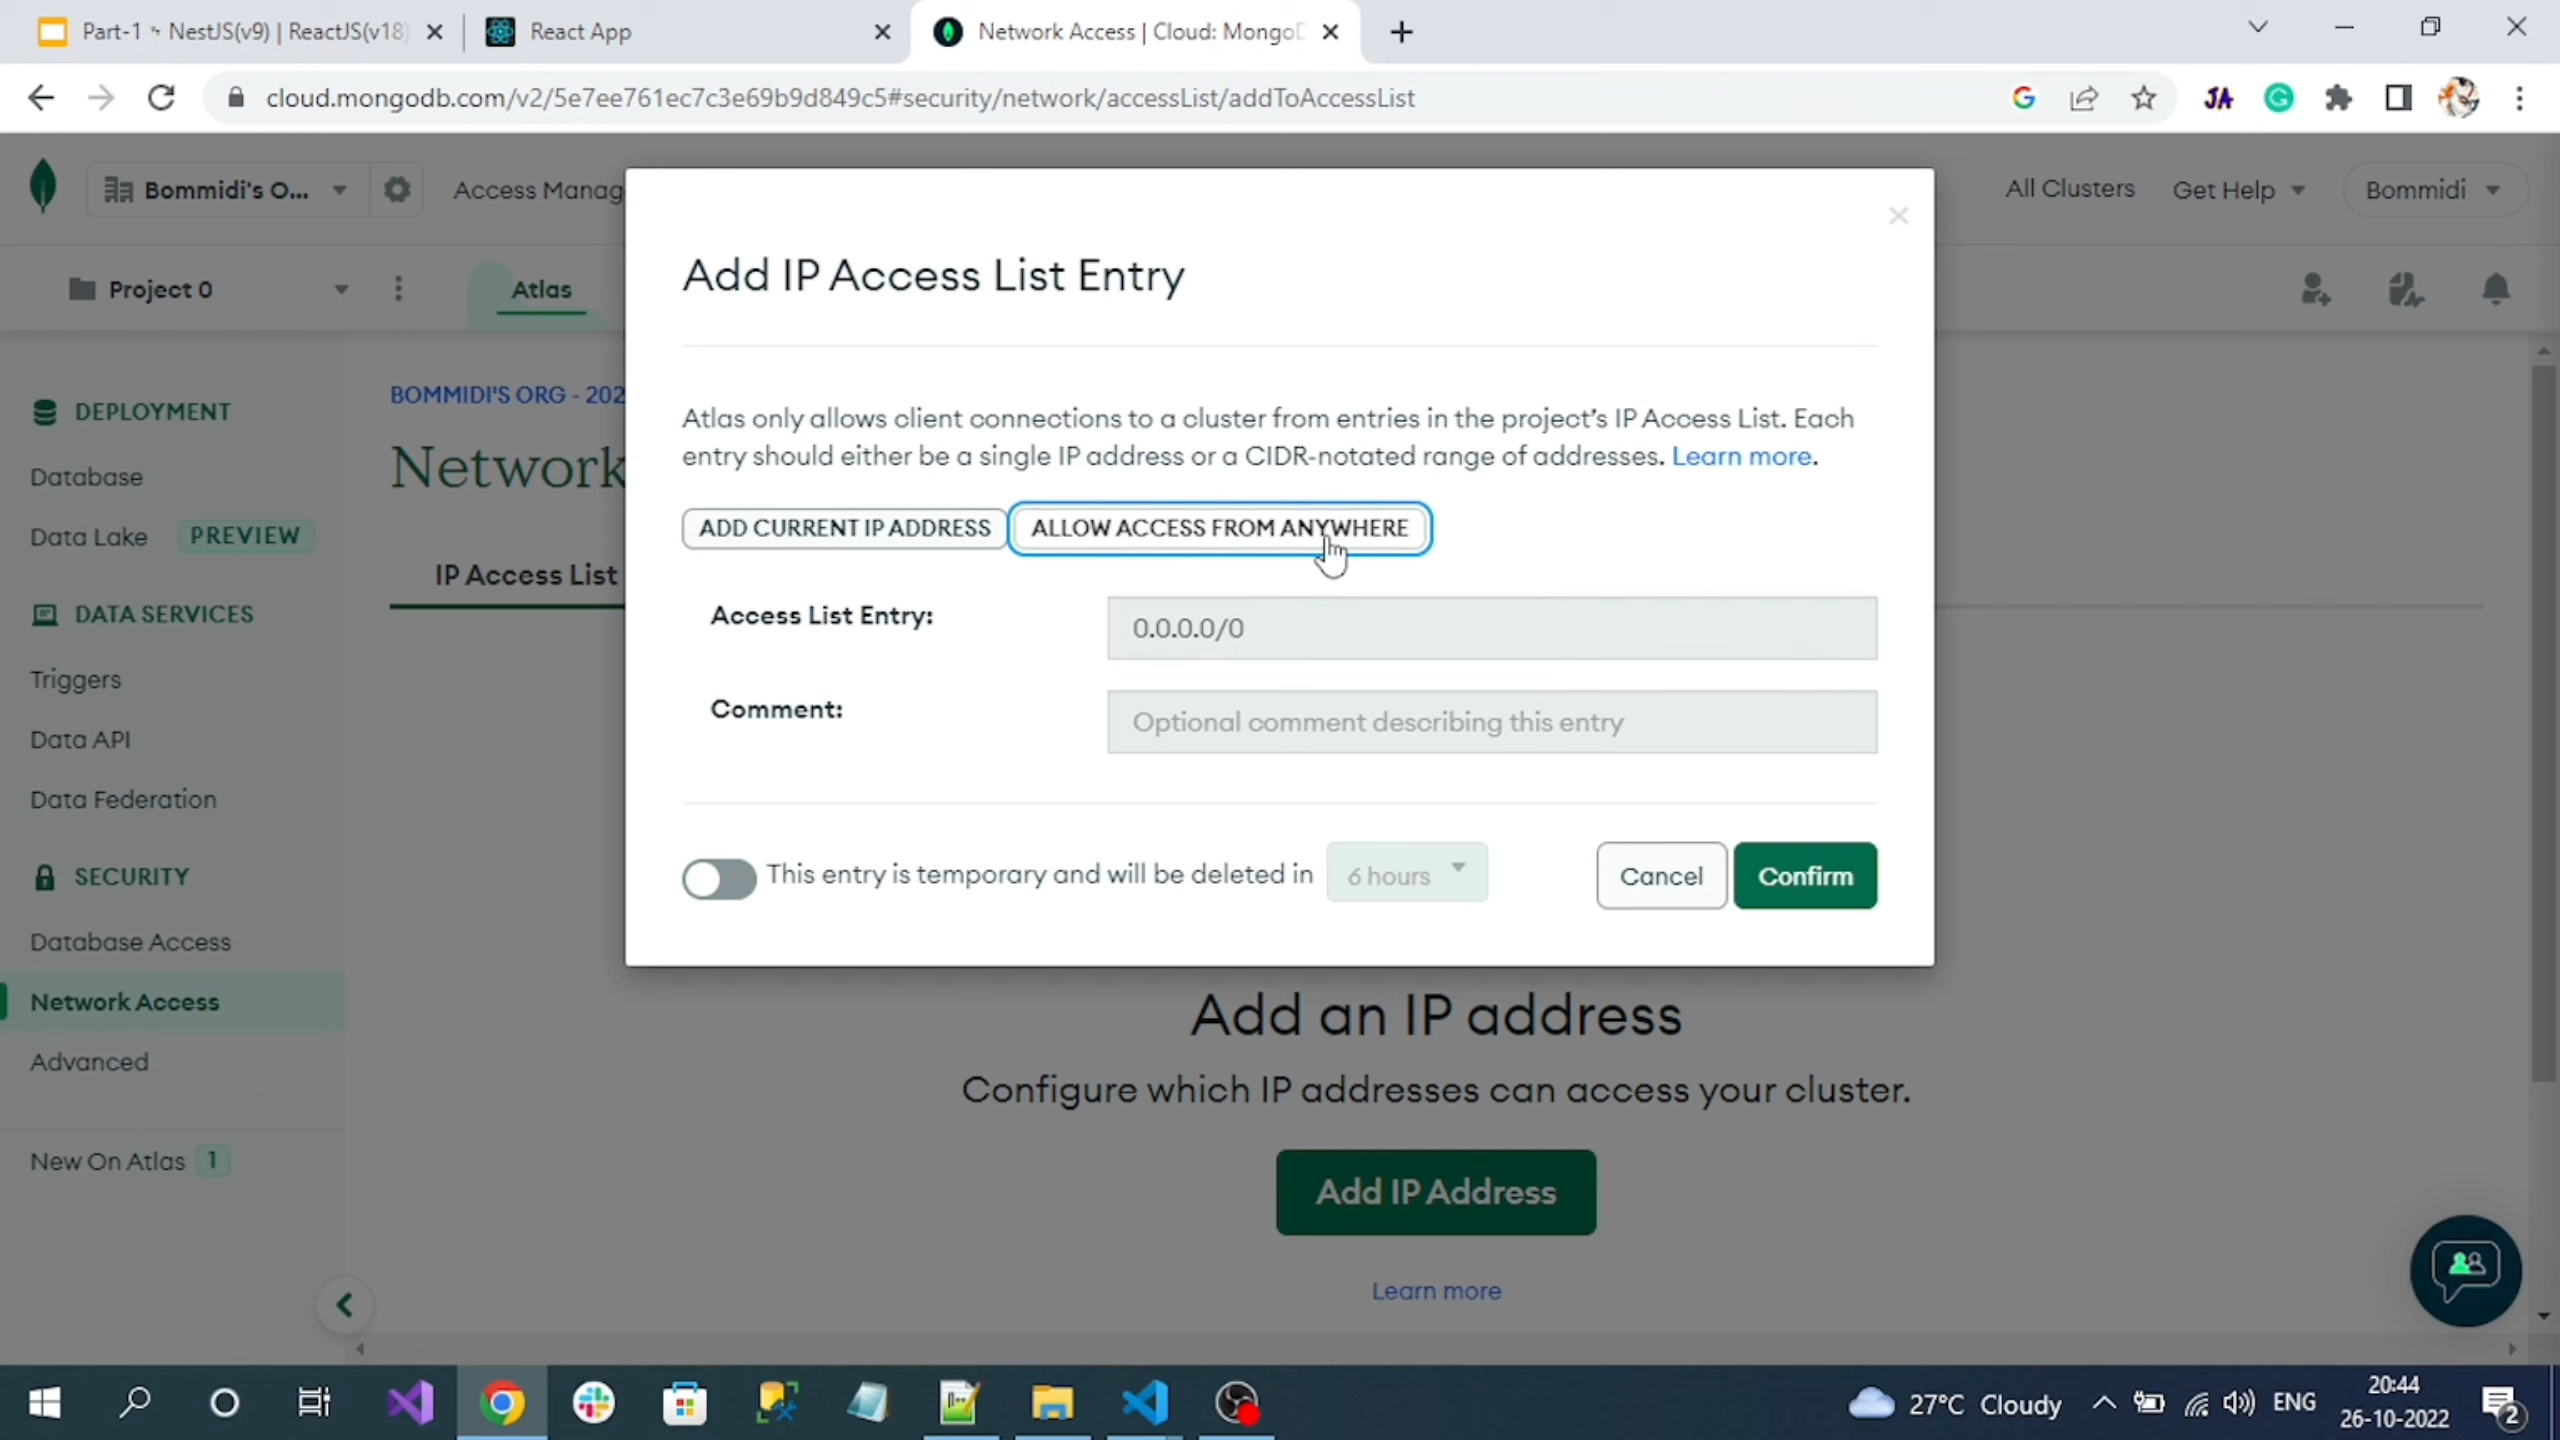 Part-1 ~ NestJS(v9) | ReactJS(v18)
React App
Network Access | Cloud: MongoD
cloud.mongodb.com/v2/5e7ee761ec7c3e69b9d849c5#security/network/accessList/addToAccessList
Bommidi's O...
Access Manag
All Clusters
Get Help
Bommidi
Project 0
Atlas
DEPLOYMENT
Database
Data Lake PREVIEW
DATA SERVICES
Triggers
Data API
Data Federation
SECURITY
Database Access
Network Access
Advanced
New On Atlas 1
BOMMIDI'S ORG - 202
Network
IP Access List
Add IP Access List Entry
Atlas only allows client connections to a cluster from entries in the project's IP Access List. Each
entry should either be a single IP address or a CIDR-notated range of addresses. Learn more.
ADD CURRENT IP ADDRESS
ALLOW ACCESS FROM ANYWHERE
Access List Entry:
0.0.0.0/0
Comment:
Optional comment describing this entry
This entry is temporary and will be deleted in
6 hours
Cancel
Confirm
Add an IP address
Configure which IP addresses can access your cluster.
Add IP Address
Learn more
27°C Cloudy
ENG
20:44
26-10-2022
2